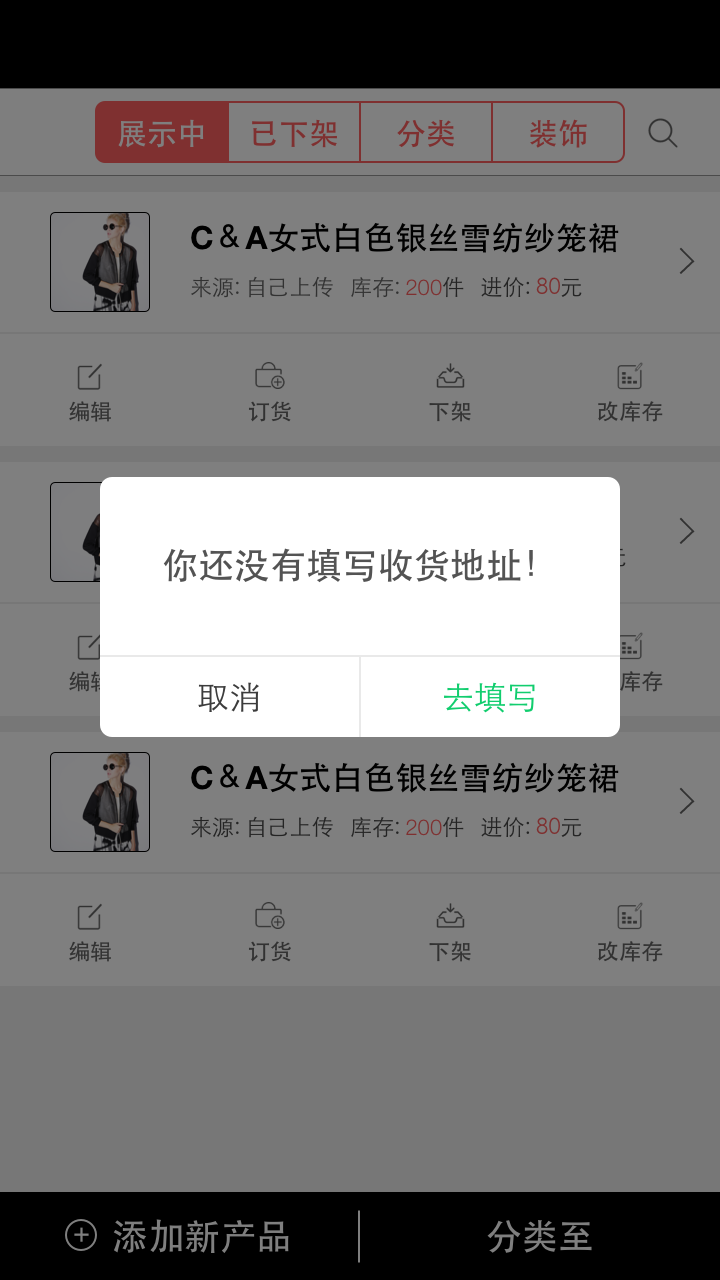 展示中 已下架 分类 装饰
C&A女式白色银丝雪纺纱笼裙
来源: 自己上传 库存: 200件 进价: 80元
编辑 订货 下架 改库存
你还没有填写收货地址!
编辑 库存
取消 去填写
C&A女式白色银丝雪纺纱笼裙
来源: 自己上传 库存: 200件 进价: 80元
编辑 订货 下架 改库存
添加新产品 分类至